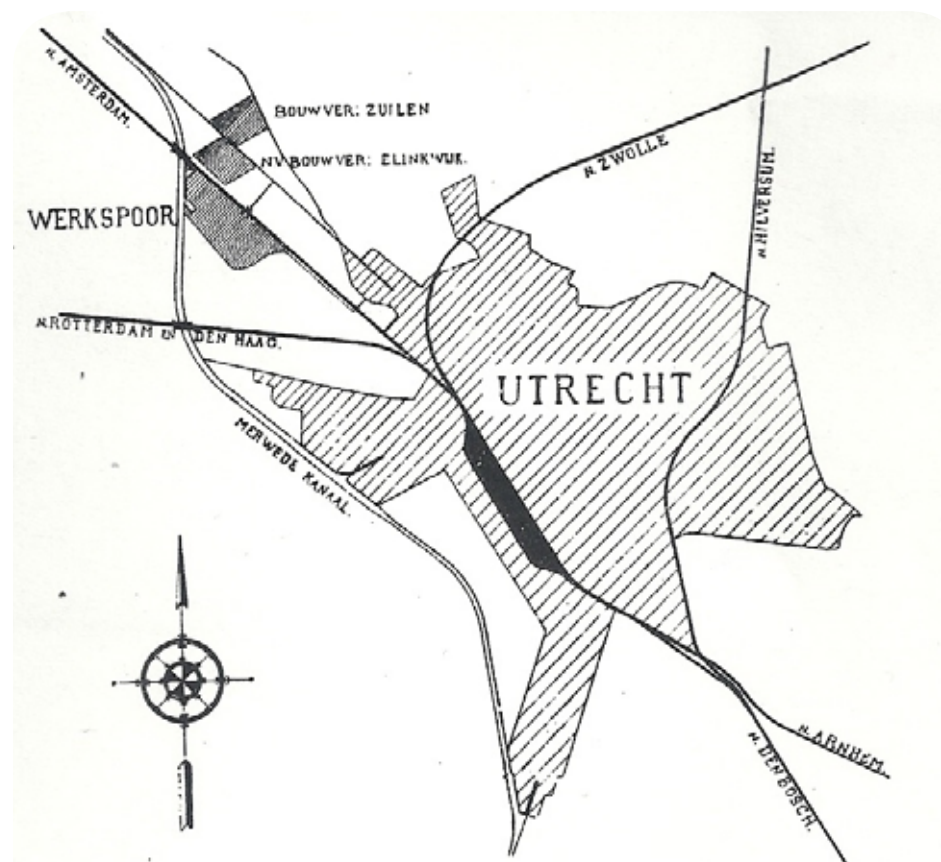 N. AMSTERDAM.
BOUWVER: ZUILEN
NV BOUWVER: ELINKWIJK.
N. ZWOLLE
N. HILVERSUM.
WERKSPOOR
N. ROTTERDAM EN DEN HAAG.
UTRECHT
MERWEDE KANAAL.
N. ARNHEM.
N. DEN BOSCH.